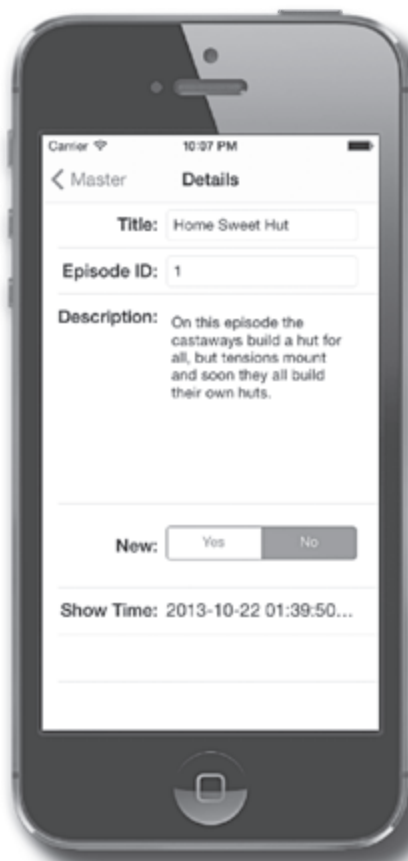 Carrier 10:07 PM
Master Details
Title: Home Sweet Hut
Episode ID: 1
Description: On this episode the
castaways build a hut for
all, but tensions mount
and soon they all build
their own huts.
New: Yes No
Show Time: 2013-10-22 01:39:50...